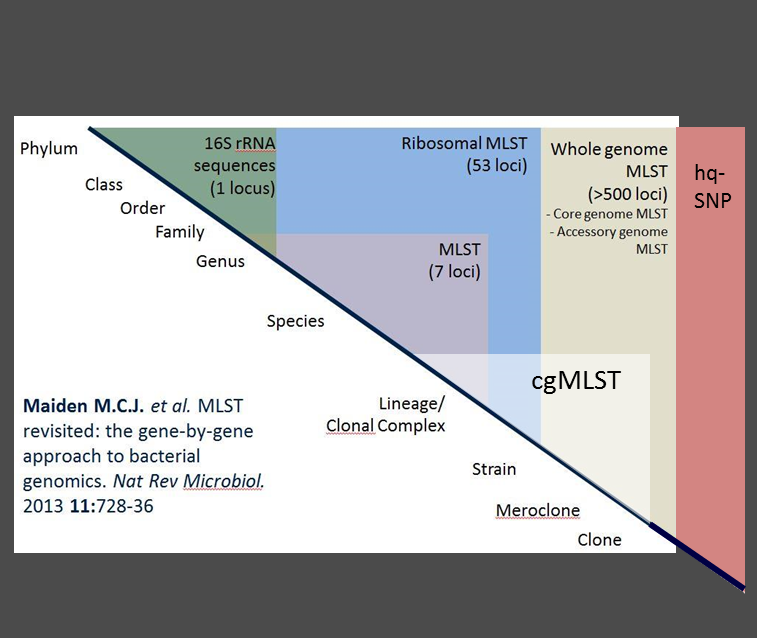 Phylum
Class
Order
Family
Genus
Species
Lineage/
Clonal Complex
Strain
Meroclone
Clone
16S rRNA
sequences
(1 locus)
Ribosomal MLST
(53 loci)
MLST
(7 loci)
Whole genome
MLST
(>500 loci)
- Core genome MLST
- Accessory genome
MLST
hq-
SNP
cgMLST
Maiden M.C.J. et al. MLST
revisited: the gene-by-gene
approach to bacterial
genomics. Nat Rev Microbiol.
2013 11:728-36